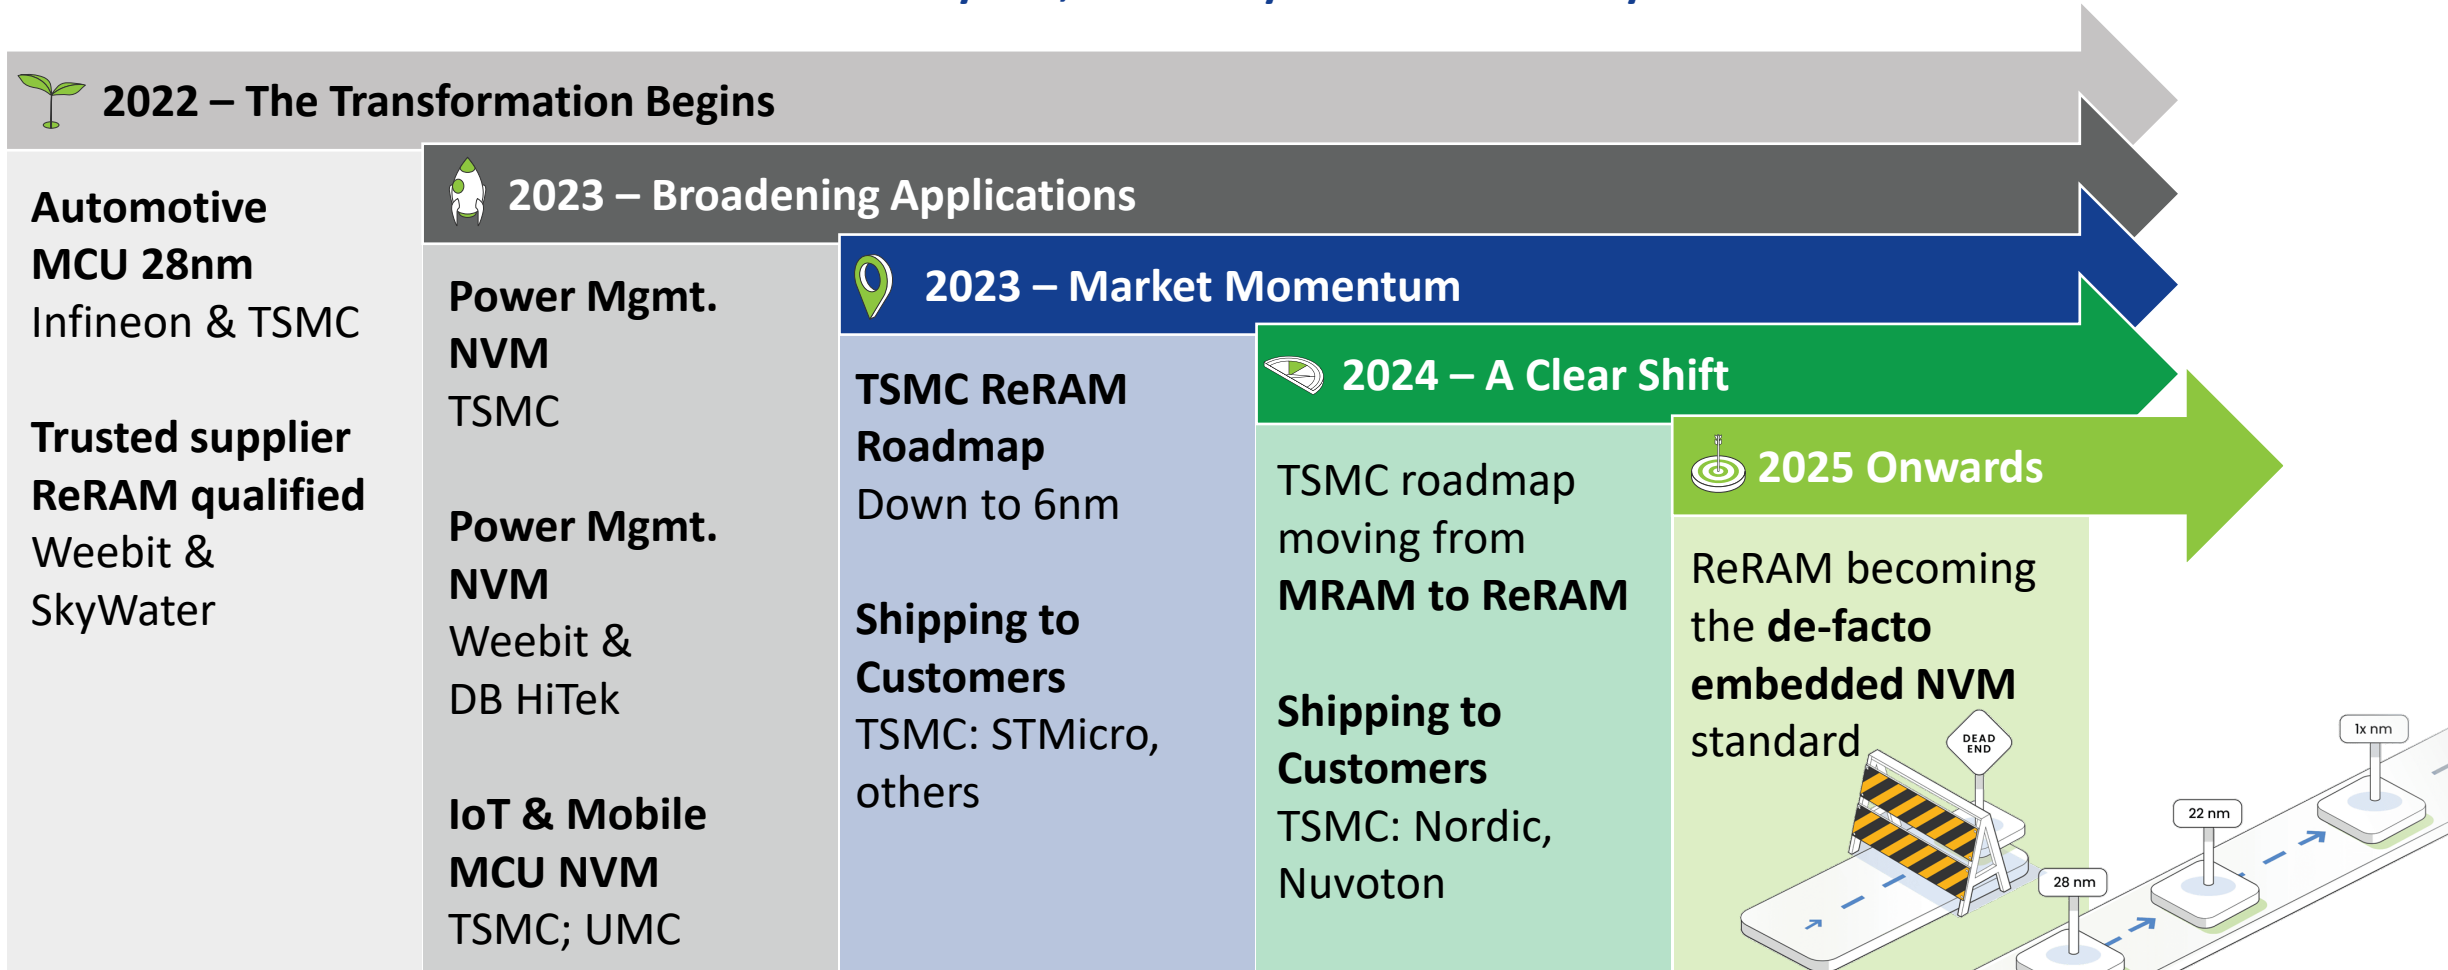 2022 – The Transformation Begins
Automotive
MCU 28nm
Infineon & TSMC
Trusted supplier
ReRAM qualified
Weebit &
SkyWater
2023 – Broadening Applications
Power Mgmt.
NVM
TSMC
Power Mgmt.
NVM
Weebit &
DB HiTek
IoT & Mobile
MCU NVM
TSMC; UMC
2023 – Market Momentum
TSMC ReRAM
Roadmap
Down to 6nm
Shipping to
Customers
TSMC: STMicro,
others
2024 – A Clear Shift
TSMC roadmap
moving from
MRAM to ReRAM
Shipping to
Customers
TSMC: Nordic,
Nuvoton
2025 Onwards
ReRAM becoming
the de-facto
embedded NVM
standard
DEAD
END
28 nm
22 nm
1x nm